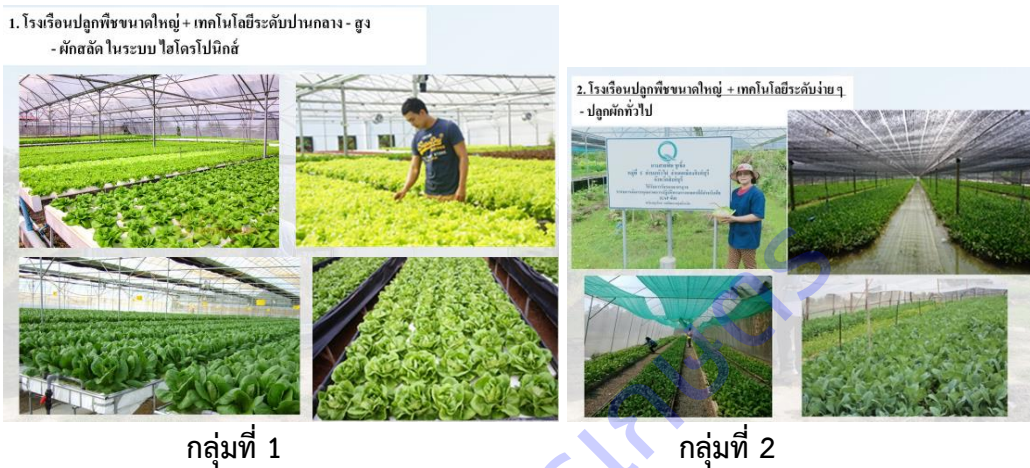 1. โรงเรือนปลูกพืชขนาดใหญ่ + เทคโนโลยีระดับปานกลาง - สูง
- ผักสลัด ในระบบ ไฮโดรโปนิกส์
2. โรงเรือนปลูกพืชขนาดใหญ่ + เทคโนโลยีระดับง่าย ๆ
- ปลูกผักทั่วไป
Q
กลุ่มที่ 1
กลุ่มที่ 2